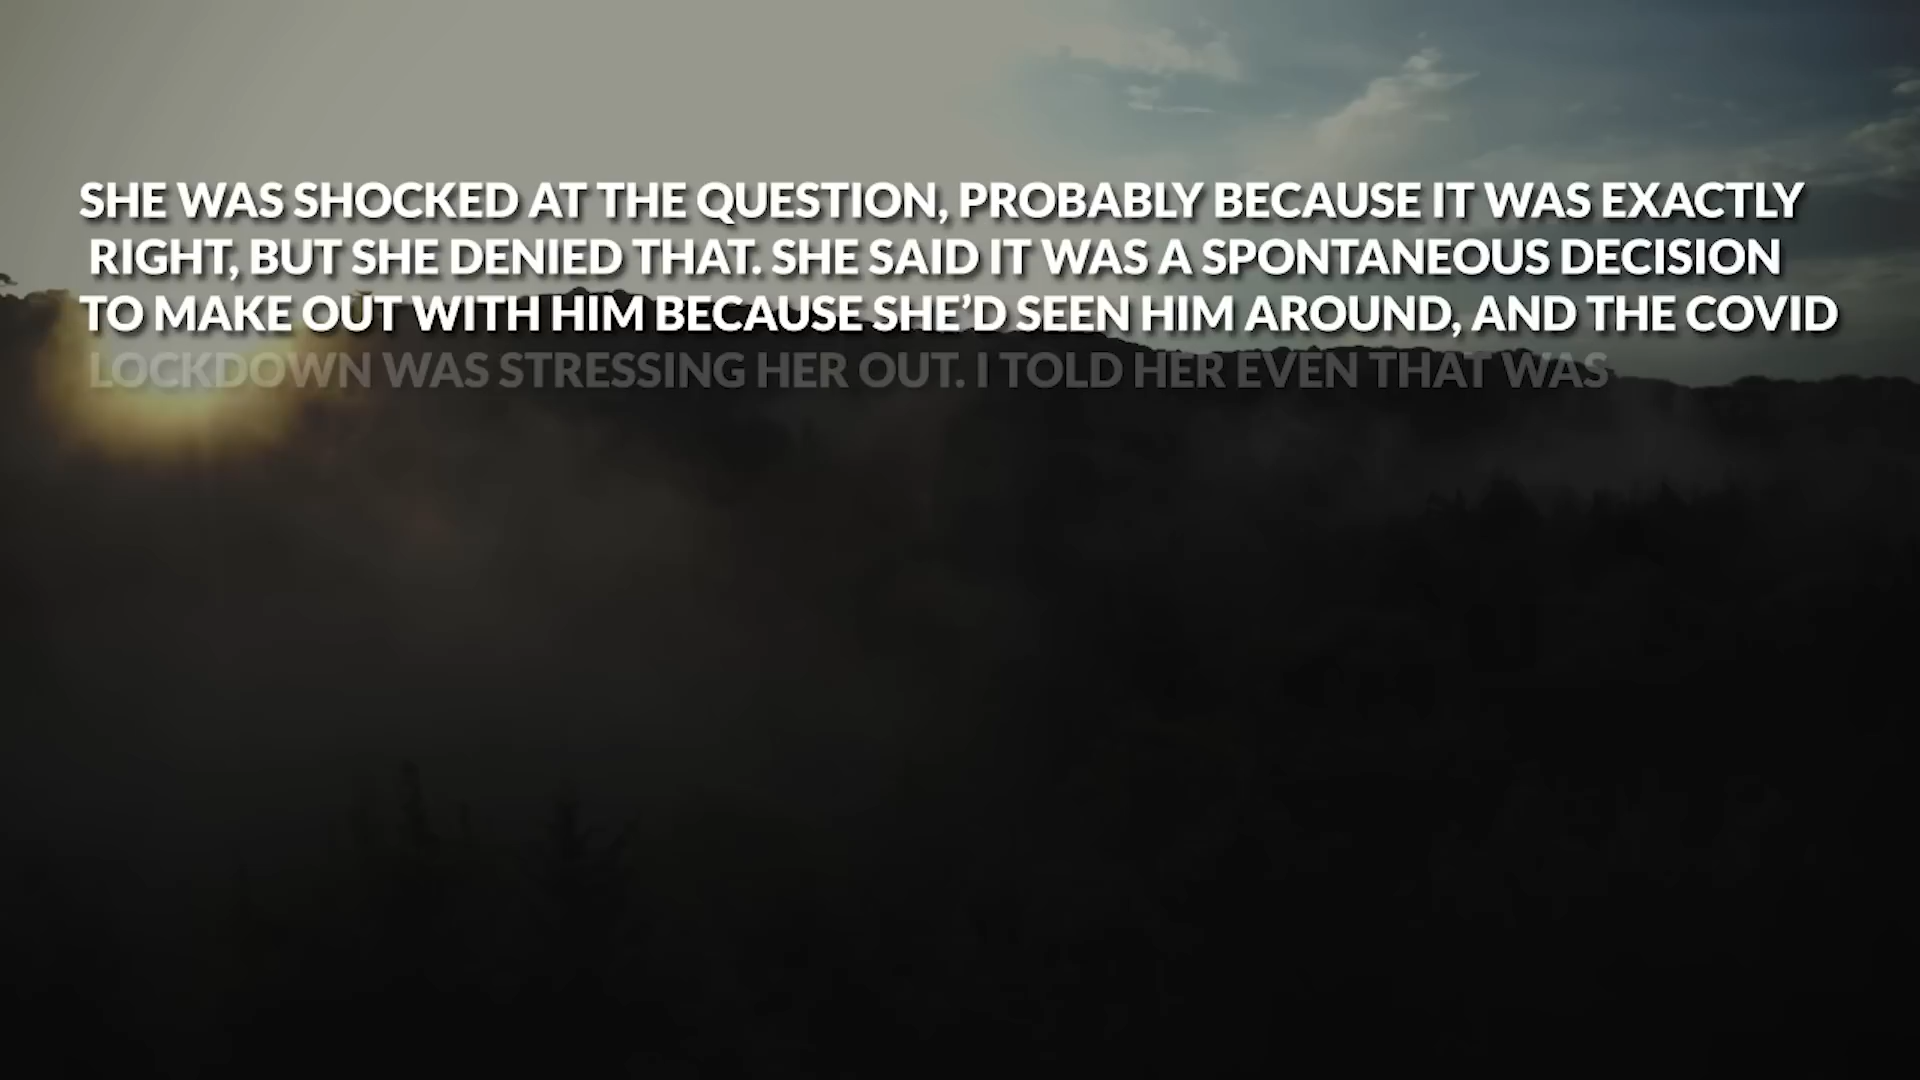 SHE WAS SHOCKED AT THE QUESTION, PROBABLY BECAUSE IT WAS EXACTLY
RIGHT, BUT SHE DENIED THAT. SHE SAID IT WAS A SPONTANEOUS DECISION
TO MAKE OUT WITH HIM BECAUSE SHE’D SEEN HIM AROUND, AND THE COVID
LOCKDOWN WAS STRESSING HER OUT. I TOLD HER EVEN THAT WAS